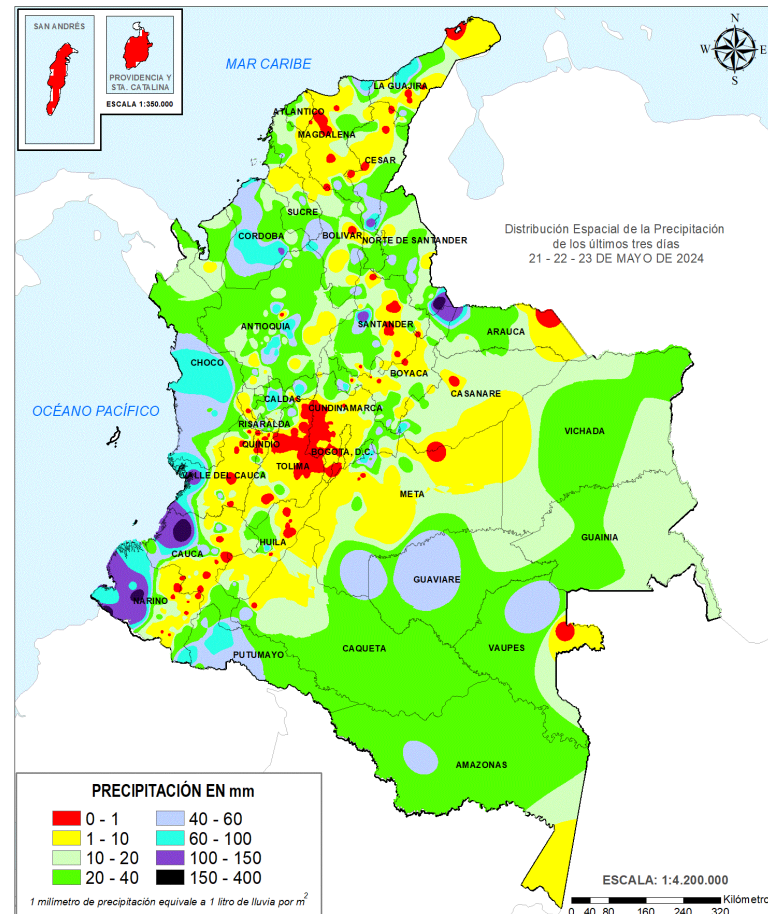 SAN ANDRÉS
PROVIDENCIA Y
STA. CATALINA
ESCALA 1:350.000
MAR CARIBE
N
W
E
S
LA GUAJIRA
ATLANTICO
MAGDALENA
CESAR
SUCRE
CORDOBA
BOLIVAR
NORTE DE SANTANDER
Distribución Espacial de la Precipitación
de los últimos tres días
21 - 22 - 23 DE MAYO DE 2024
ANTIOQUIA
SANTANDER
ARAUCA
CHOCO
BOYACA
CASANARE
OCÉANO PACÍFICO
CALDAS
CUNDINAMARCA
RISARALDA
VICHADA
QUINDIO
BOGOTA, D.C.
TOLIMA
VALLE DEL CAUCA
META
GUAINIA
HUILA
CAUCA
GUAVIARE
NARIÑO
CAQUETA
VAUPES
PUTUMAYO
AMAZONAS
PRECIPITACIÓN EN mm
0 - 1
40 - 60
1 - 10
60 - 100
10 - 20
100 - 150
20 - 40
150 - 400
1 milímetro de precipitación equivale a 1 litro de lluvia por m2
ESCALA: 1:4.200.000
Kilómetro
0 40 80 160 240 320